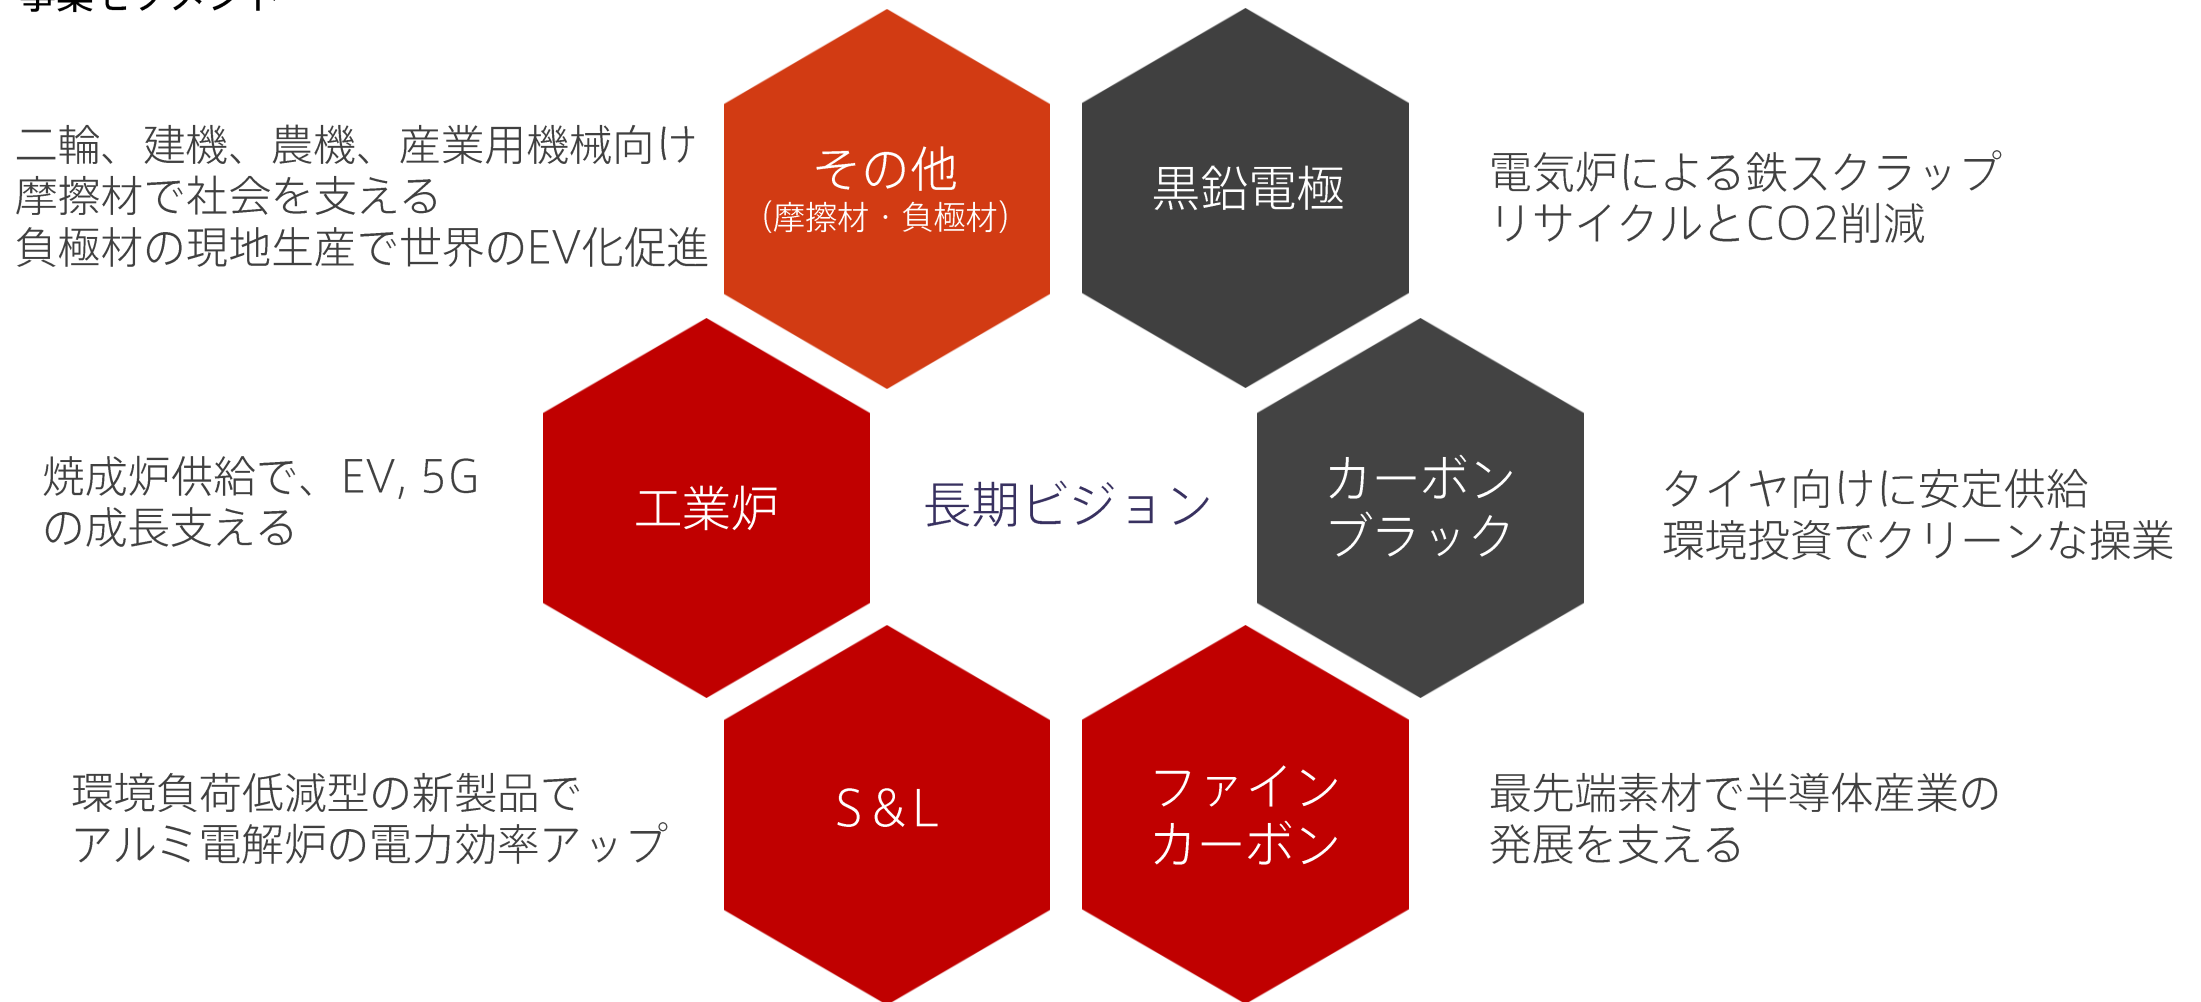 事業セグメント
二輪、建機、農機、産業用機械向け
摩擦材で社会を支える
負極材の現地生産で世界のEV化促進
その他
(摩擦材・負極材)
黒鉛電極
電気炉による鉄スクラップ
リサイクルとCO2削減
焼成炉供給で、EV, 5G
の成長支える
工業炉
長期ビジョン
カーボン
ブラック
タイヤ向けに安定供給
環境投資でクリーンな操業
環境負荷低減型の新製品で
アルミ電解炉の電力効率アップ
S&L
ファイン
カーボン
最先端素材で半導体産業の
発展を支える